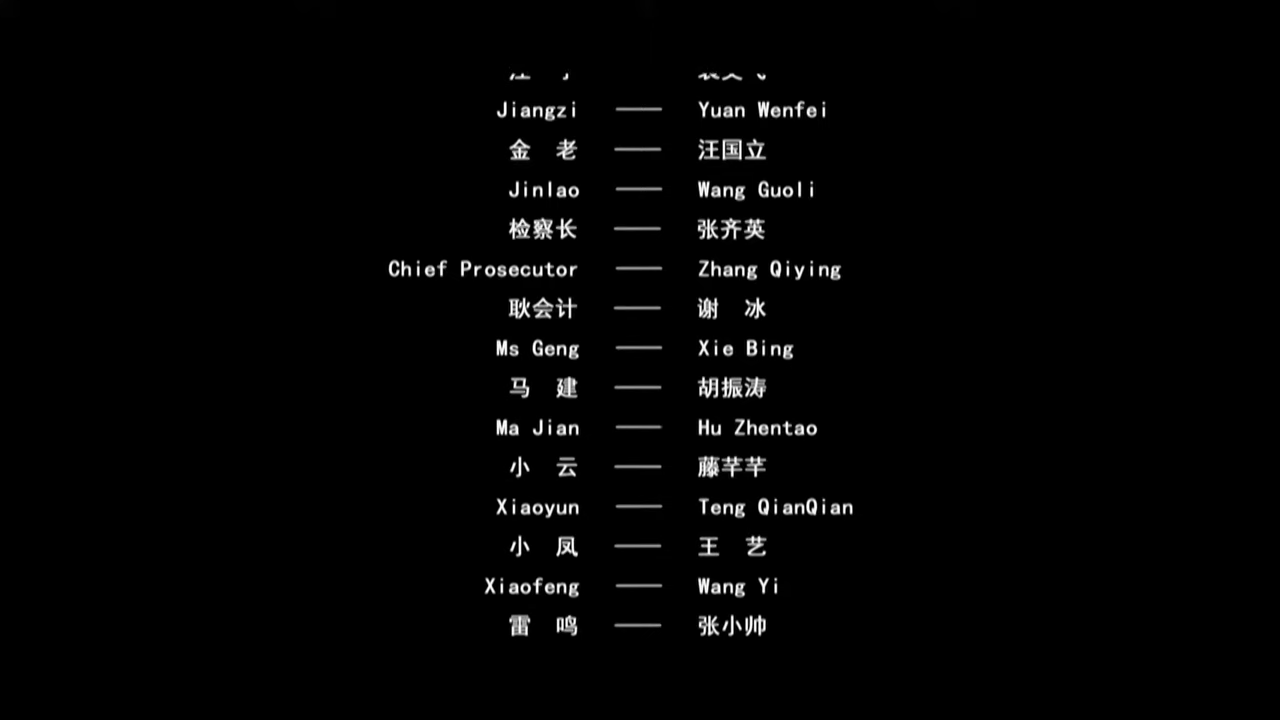 Jiangzi —— Yuan Wenfei
金 老 —— 汪国立
Jinlao —— Wang Guoli
检察长 —— 张齐英
Chief Prosecutor —— Zhang Qiying
耿会计 —— 谢 冰
Ms Geng —— Xie Bing
马 建 —— 胡振涛
Ma Jian —— Hu Zhentao
小 云 —— 藤芊芊
Xiaoyun —— Teng QianQian
小 凤 —— 王 艺
Xiaofeng —— Wang Yi
雷 鸣 —— 张小帅